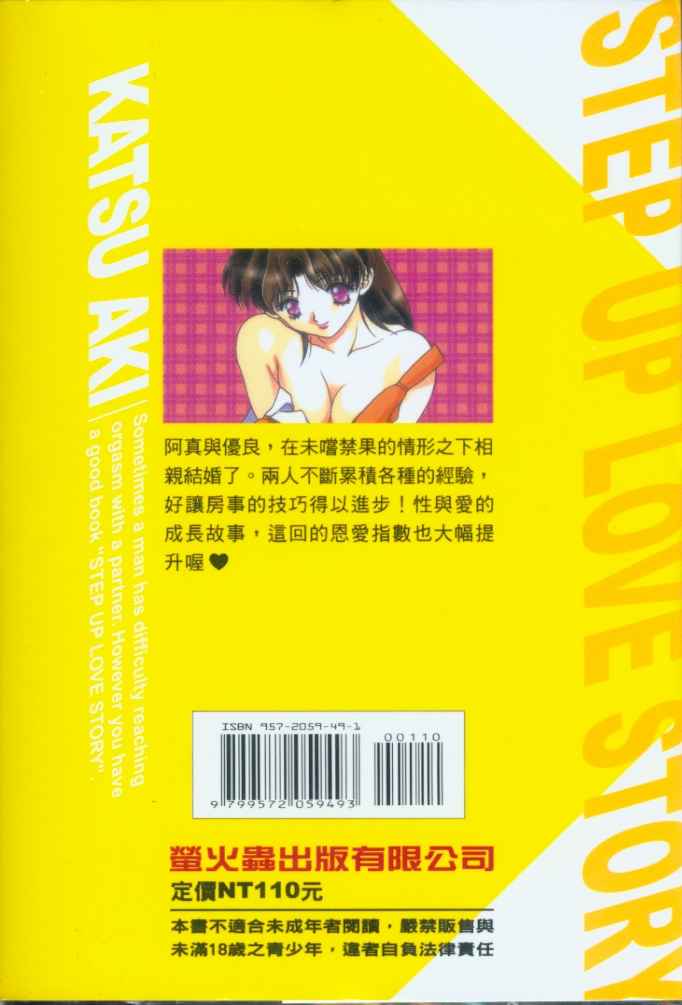 STEP UP LOVE STORY
KATSU AKI
Sometimes a man has difficulty reaching
orgasm with a partner. However you have
a good book "STEP UP LOVE STORY".
阿真與優良，在未嚐禁果的情形之下相
親結婚了。兩人不斷累積各種的經驗，
好讓房事的技巧得以進步！性與愛的
成長故事，這回的恩愛指數也大幅提
升喔♥
ISBN 957-2059-49-1
00110
9 799572 059493
螢火蟲出版有限公司
定價NT110元
本書不適合未成年者閱讀，嚴禁販售與
未滿18歲之青少年，違者自負法律責任